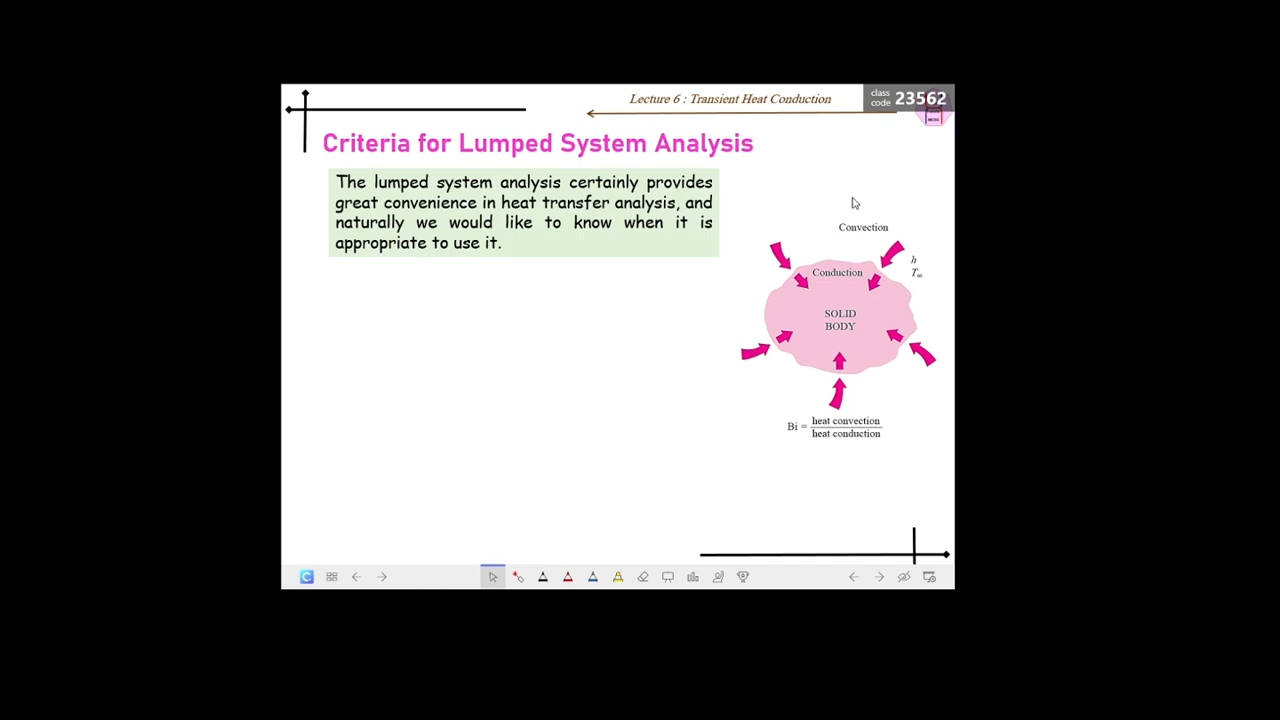 Lecture 6 : Transient Heat Conduction
class
code 23562
Criteria for Lumped System Analysis
The lumped system analysis certainly provides
great convenience in heat transfer analysis, and
naturally we would like to know when it is
appropriate to use it.
Convection
h
T∞
Conduction
SOLID
BODY
Bi = heat convection
heat conduction